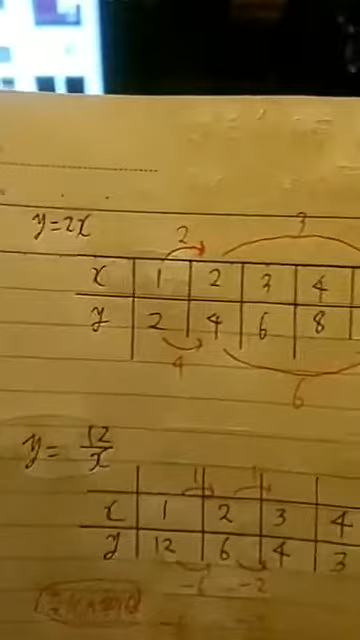 y=2x
2 3
x 1 2 3 4
y 2 4 6 8
4 6
y= 12/x
1 1
x 1 2 3 4
y 12 6 4 3
-6 -2